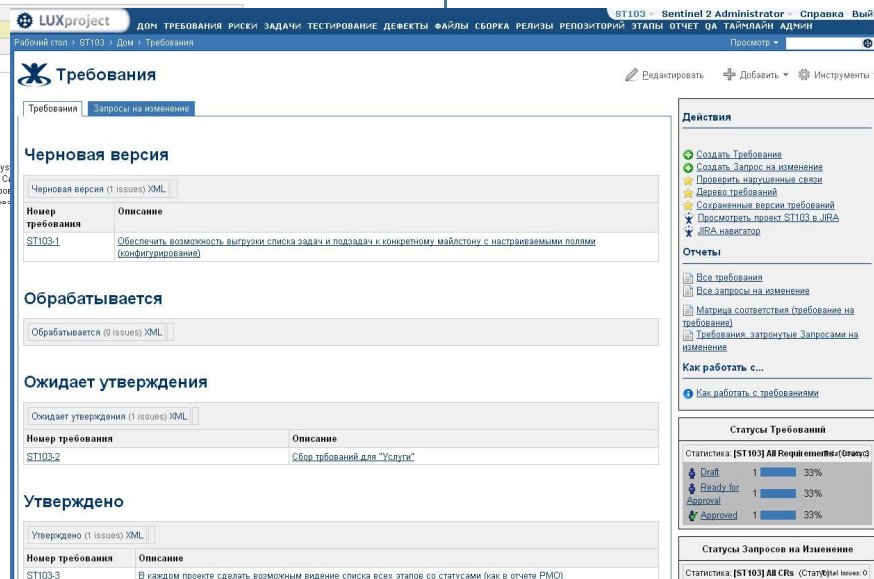 ST103 Sentinel 2 Administrator Справка Вый
LUXproject
ДОМ ТРЕБОВАНИЯ РИСКИ ЗАДАЧИ ТЕСТИРОВАНИЕ ДЕФЕКТЫ ФАЙЛЫ СБОРКА РЕЛИЗЫ РЕПОЗИТОРИЙ ЭТАПЫ ОТЧЕТ QA ТАЙМЛАЙН АДМИН
Рабочий стол › ST103 › Дом › Требования
Просмотр
Требования
Редактировать Добавить Инструменты
Требования Запросы на изменение
Черновая версия
Черновая версия (1 issues) XML
Номер требования Описание
ST103-1 Обеспечить возможность выгрузки списка задач и подзадач к конкретному майлстону с настраиваемыми полями
(конфигурирование)
Обрабатывается
Обрабатывается (0 issues) XML
Ожидает утверждения
Ожидает утверждения (1 issues) XML
Номер требования Описание
ST103-2 Сбор трбований для "Услуги"
Утверждено
Утверждено (1 issues) XML
Номер требования Описание
ST103-3 В каждом проекте сделать возможным видение списка всех этапов со статусами (как в отчете PMO)
Действия
Создать Требование
Создать Запрос на изменение
Проверить нарушенные связи
Дерево требований
Сохраненные версии требований
Просмотреть проект ST103 в JIRA
JIRA навигатор
Отчеты
Все требования
Все запросы на изменение
Матрица соответствия (требование на
требование)
Требования, затронутые Запросами на
изменение
Как работать с...
Как работать с требованиями
Статусы Требований
Статистика: [ST103] All Requirements
Draft 1 33%
Ready for
Approval 1 33%
Approved 1 33%
Статусы Запросов на Изменение
Статистика: [ST103] All CRs Issues: 0